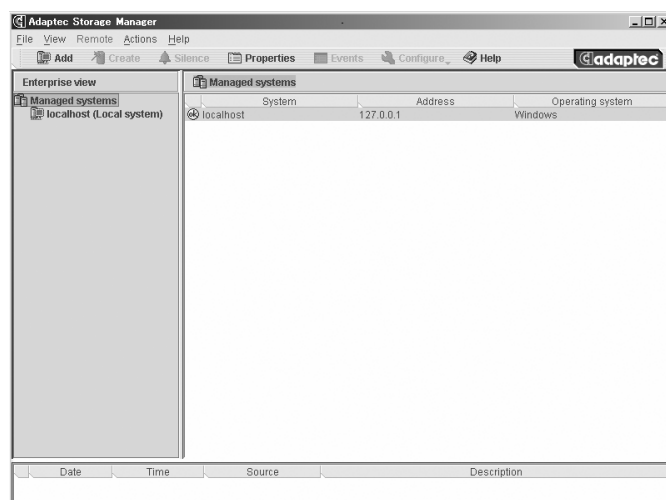 Adaptec Storage Manager
File View Remote Actions Help
Add Create Silence Properties Events Configure Help adaptec
Enterprise view
Managed systems
Managed systems
localhost (Local system)
System Address Operating system
ok localhost 127.0.0.1 Windows
Date Time Source Description